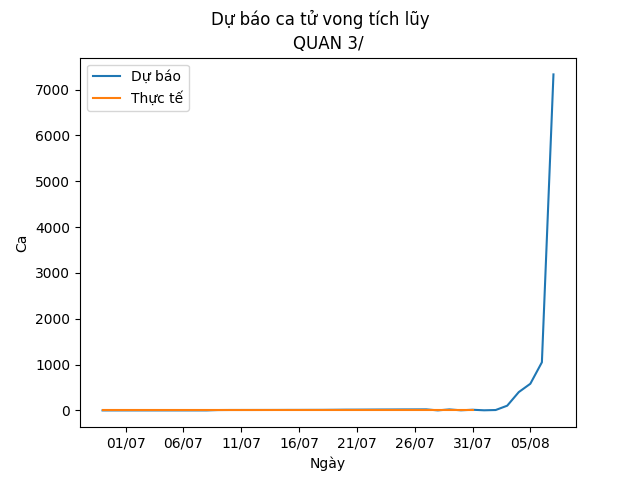 Dự báo ca tử vong tích lũy
QUAN 3/
Dự báo
Thực tế
7000
6000
5000
4000
3000
2000
1000
0
Ca
01/07 06/07 11/07 16/07 21/07 26/07 31/07 05/08
Ngày